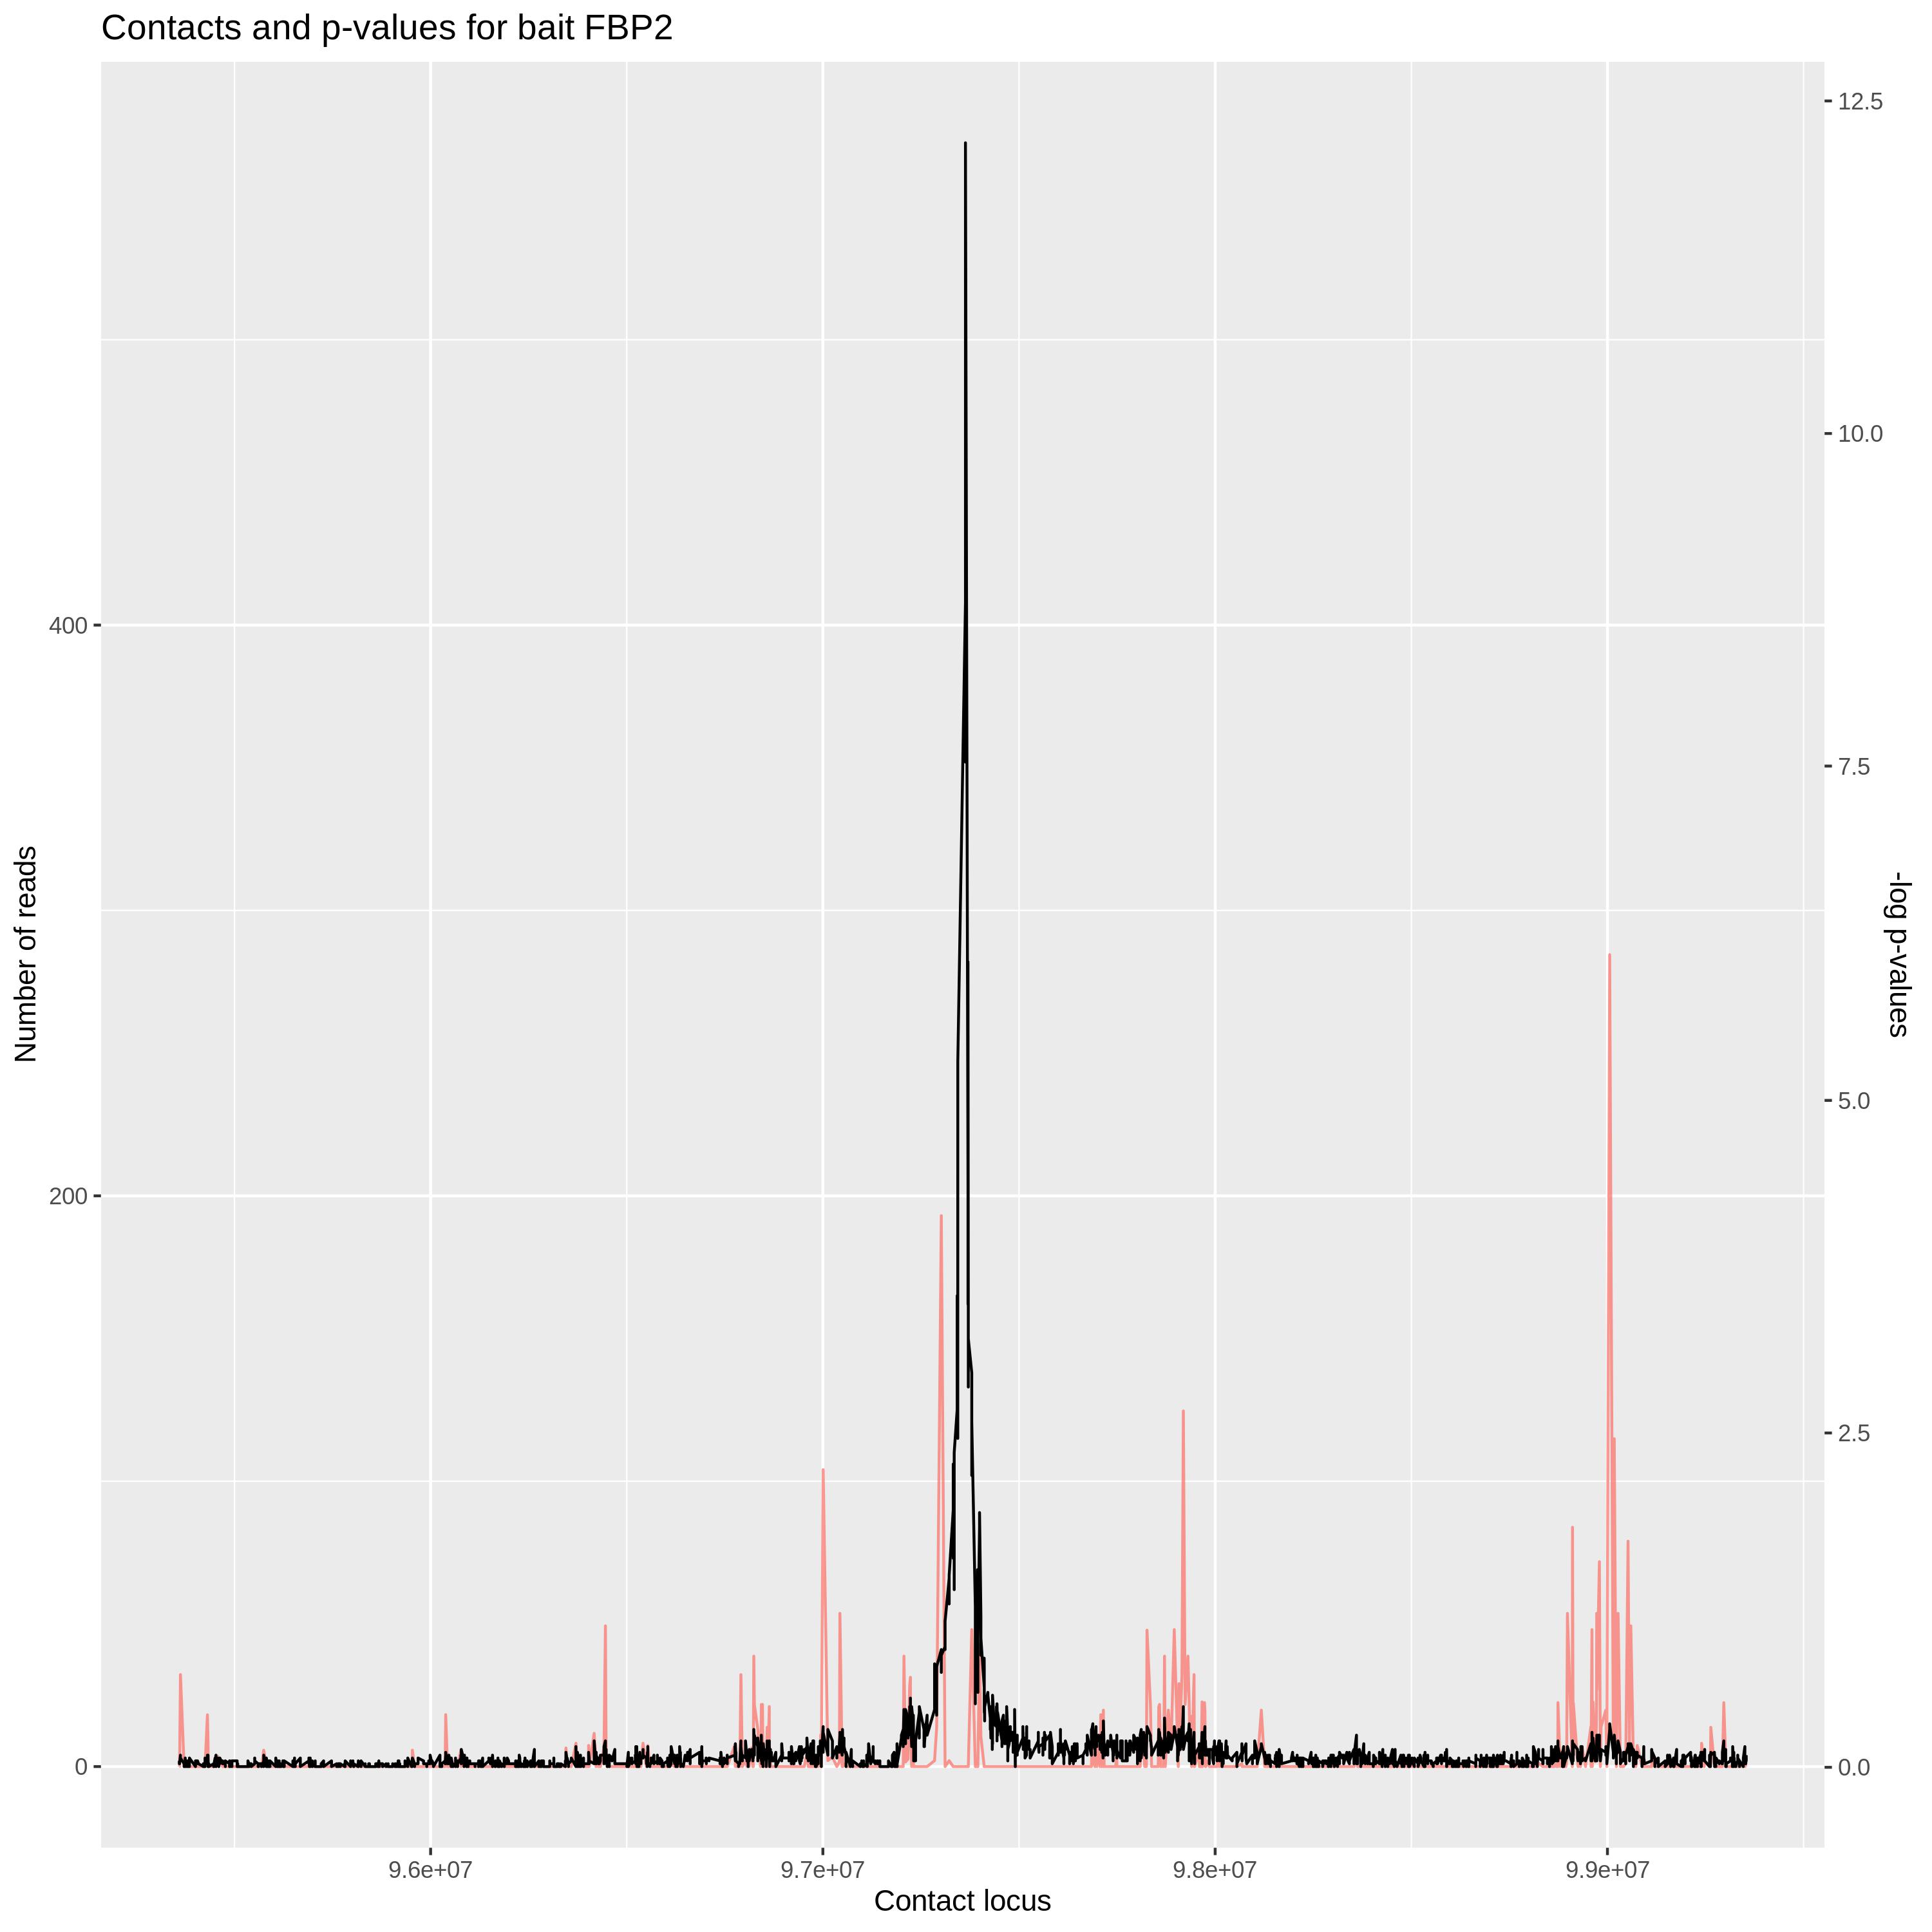 Contacts and p-values for bait FBP2
12.5
10.0
400
7.5
Number of reads
-log p-values
5.0
200
2.5
0
0.0
9.6e+07
9.7e+07
9.8e+07
9.9e+07
Contact locus